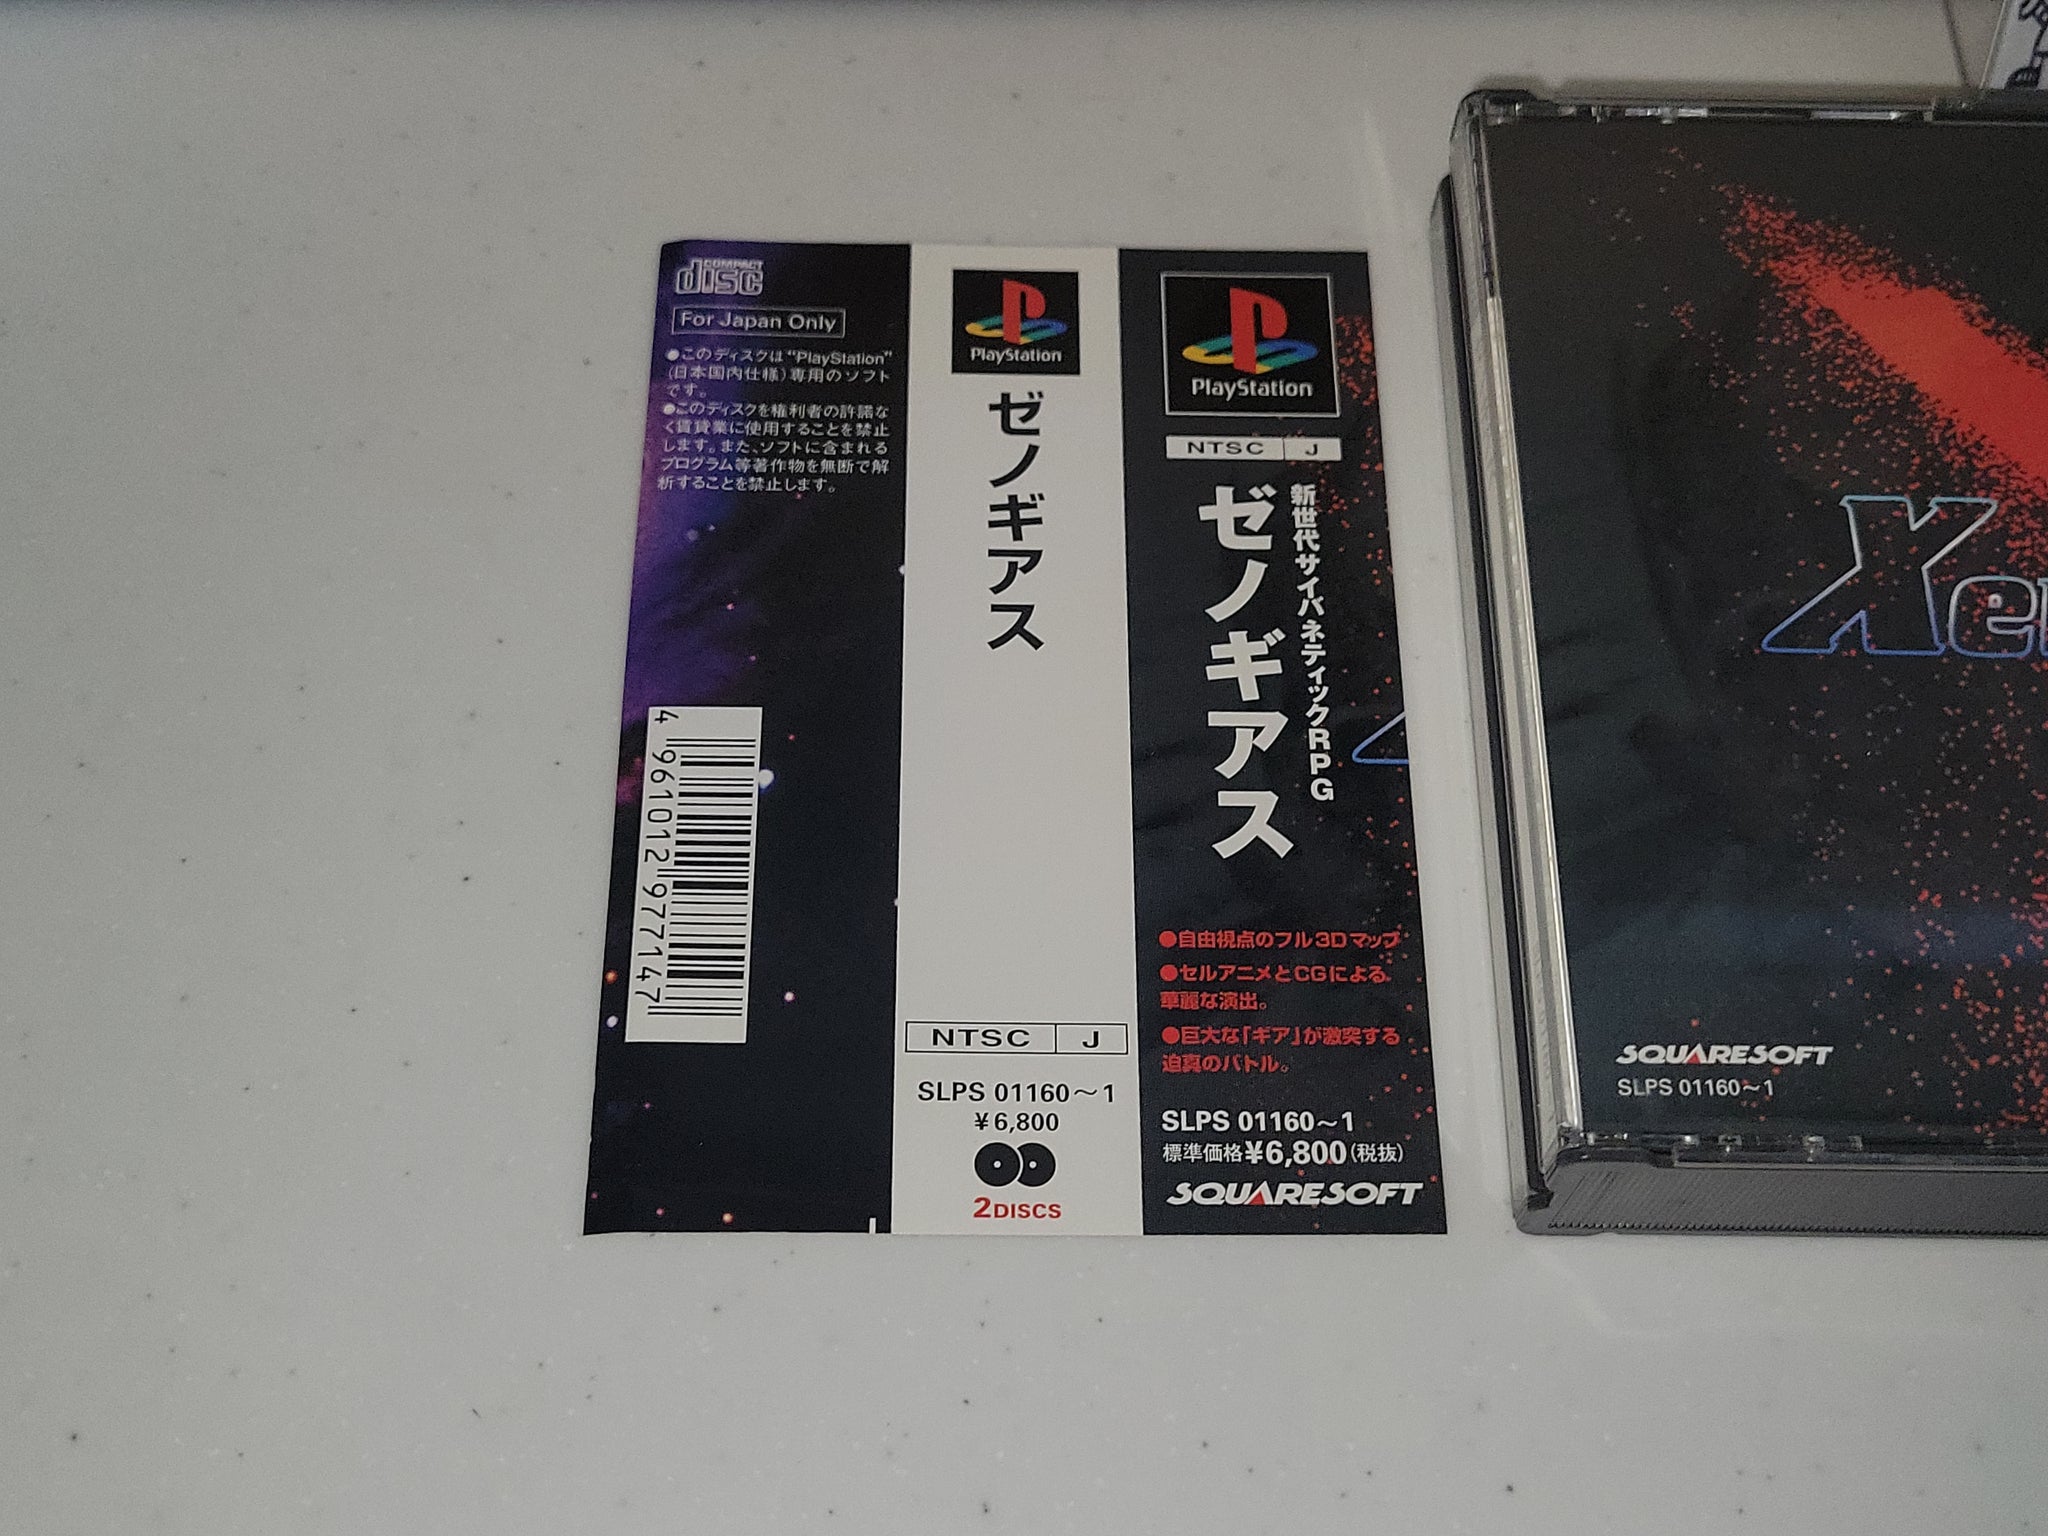 COMPACT
disc
For Japan Only
●このディスクは"PlayStation"
(日本国内仕様)専用のソフト
です。
●このディスクを権利者の許諾な
く賃貸業に使用することを禁止
します。また、ソフトに含まれる
プログラム等著作物を無断で解
析することを禁止します。
4 961012 977147
PlayStation
ゼノギアス
NTSC J
SLPS 01160〜1
¥6,800
2DISCS
PlayStation
NTSC J
新世代サイバネティックRPG
ゼノギアス
●自由視点のフル3Dマップ
●セルアニメとCGによる、
華麗な演出。
●巨大な「ギア」が激突する
迫真のバトル。
SLPS 01160〜1
標準価格¥6,800(税抜)
SQUARESOFT
Xe
SQUARESOFT
SLPS 01160〜1